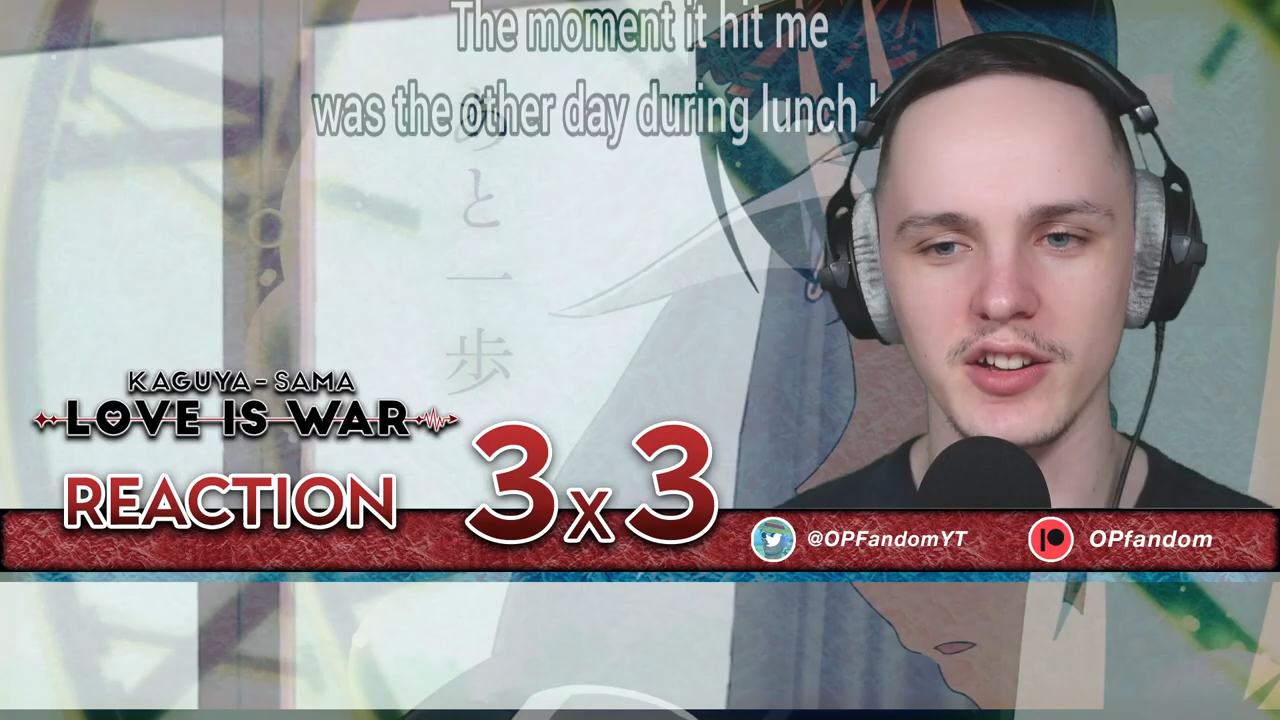 The moment it hit me
was the other day during lunch
あと一歩
KAGUYA-SAMA
LOVE IS WAR
REACTION
3x3
@OPFandomYT
OPfandom